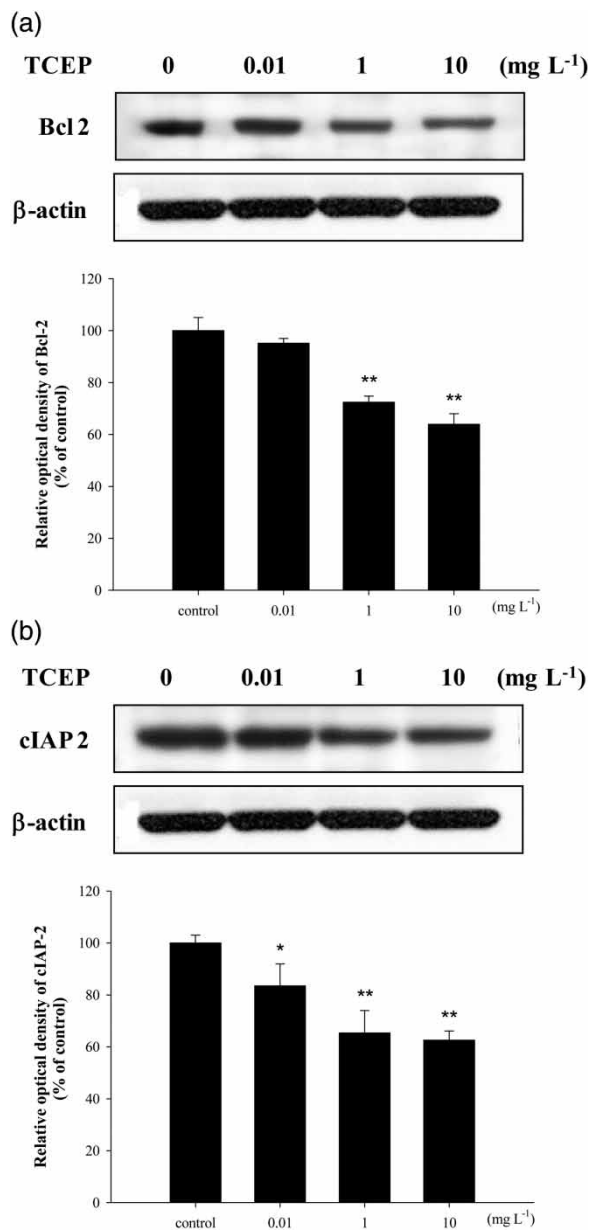 (a)
TCEP 0 0.01 1 10 (mg L⁻¹)
Bcl 2
β-actin
120
100
80
60
40
20
0
Relative optical density of Bcl-2
(% of control)
**
**
control 0.01 1 10 (mg L⁻¹)
(b)
TCEP 0 0.01 1 10 (mg L⁻¹)
cIAP 2
β-actin
120
100
80
60
40
20
0
Relative optical density of cIAP-2
(% of control)
*
**
**
control 0.01 1 10 (mg L⁻¹)